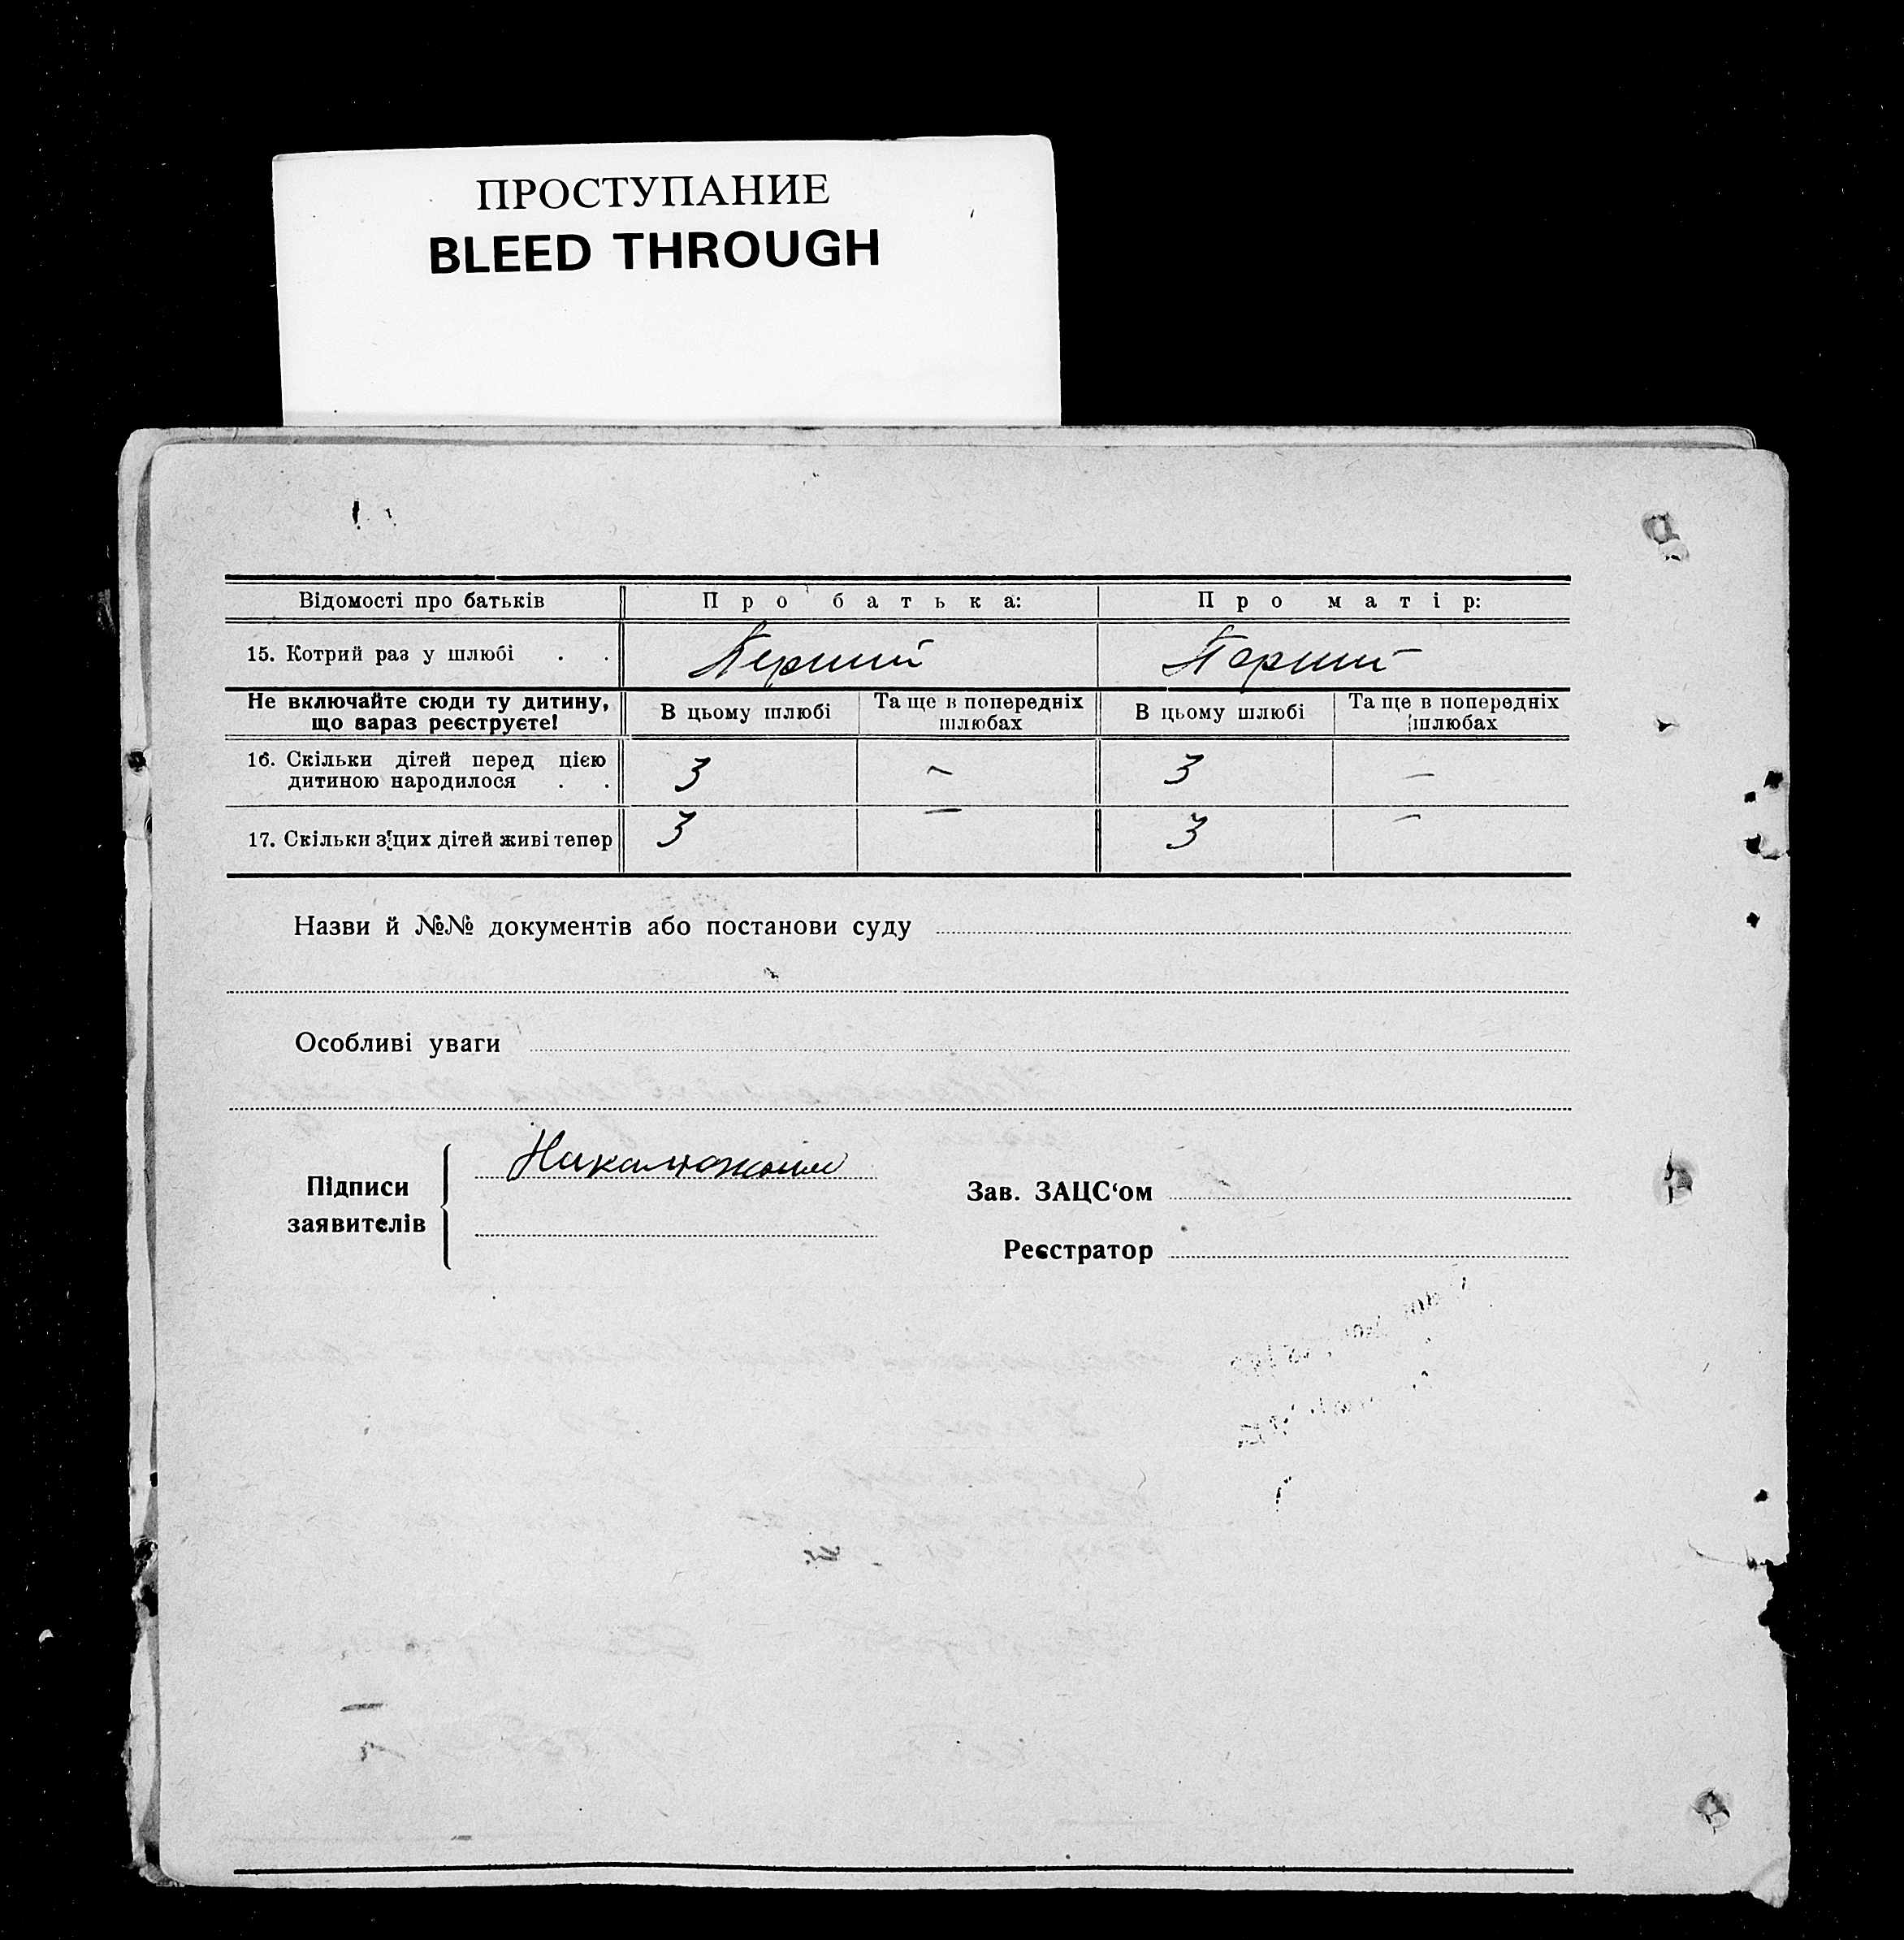 ПРОСТУПАНИЕ
BLEED THROUGH
Відомості про батьків Про батька: Про матір:
15. Котрий раз у шлюбі . . Перший Перший
Не включайте сюди ту дитину, що зараз реєструєте! В цьому шлюбі Та ще в попередніх шлюбах В цьому шлюбі Та ще в попередніх шлюбах
16. Скільки дітей перед цією
дитиною народилося . . 3 – 3 –
17. Скільки з цих дітей живі тепер 3 – 3 –
Назви й №№ документів або постанови суду
Особливі уваги
Підписи
заявителів
Зав. ЗАЦС‘ом
Реєстратор